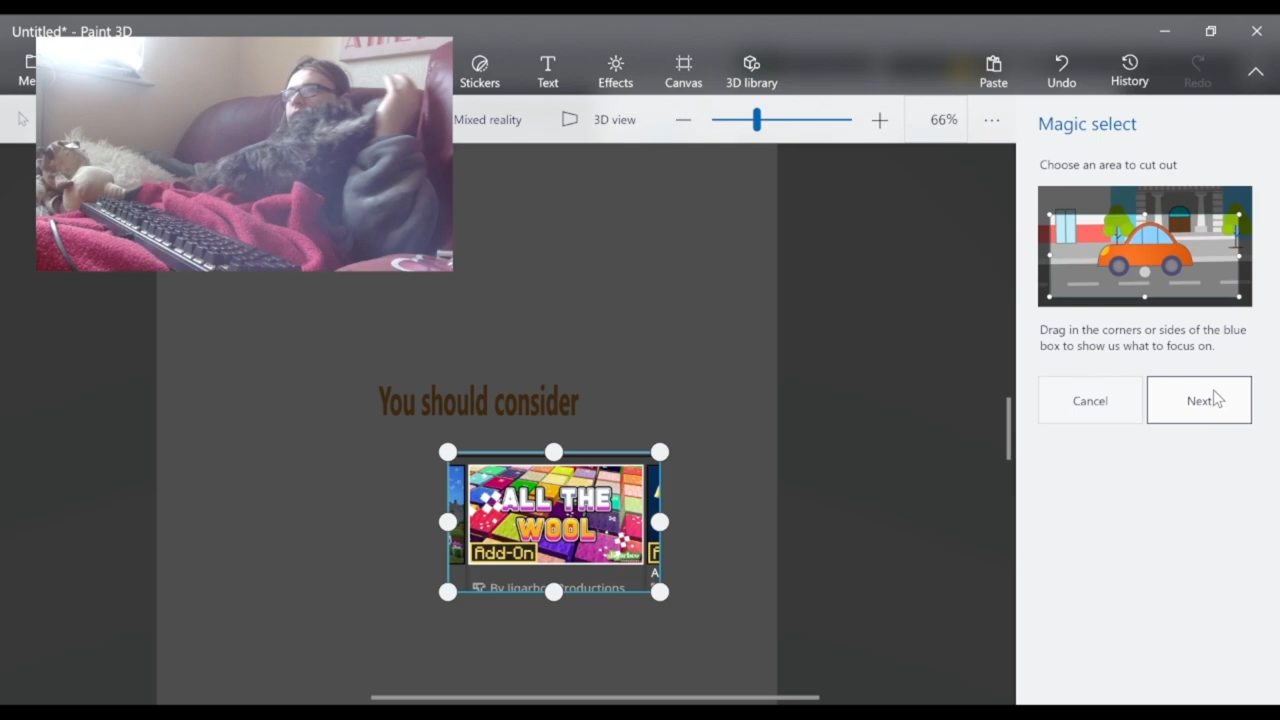 Untitled* - Paint 3D
Me
Stickers
Text
Effects
Canvas
3D library
Paste
Undo
History
Redo
Mixed reality
3D view
66%
Magic select
Choose an area to cut out
Drag in the corners or sides of the blue
box to show us what to focus on.
Cancel
Next
You should consider
ALL THE
WOOL
Add-On